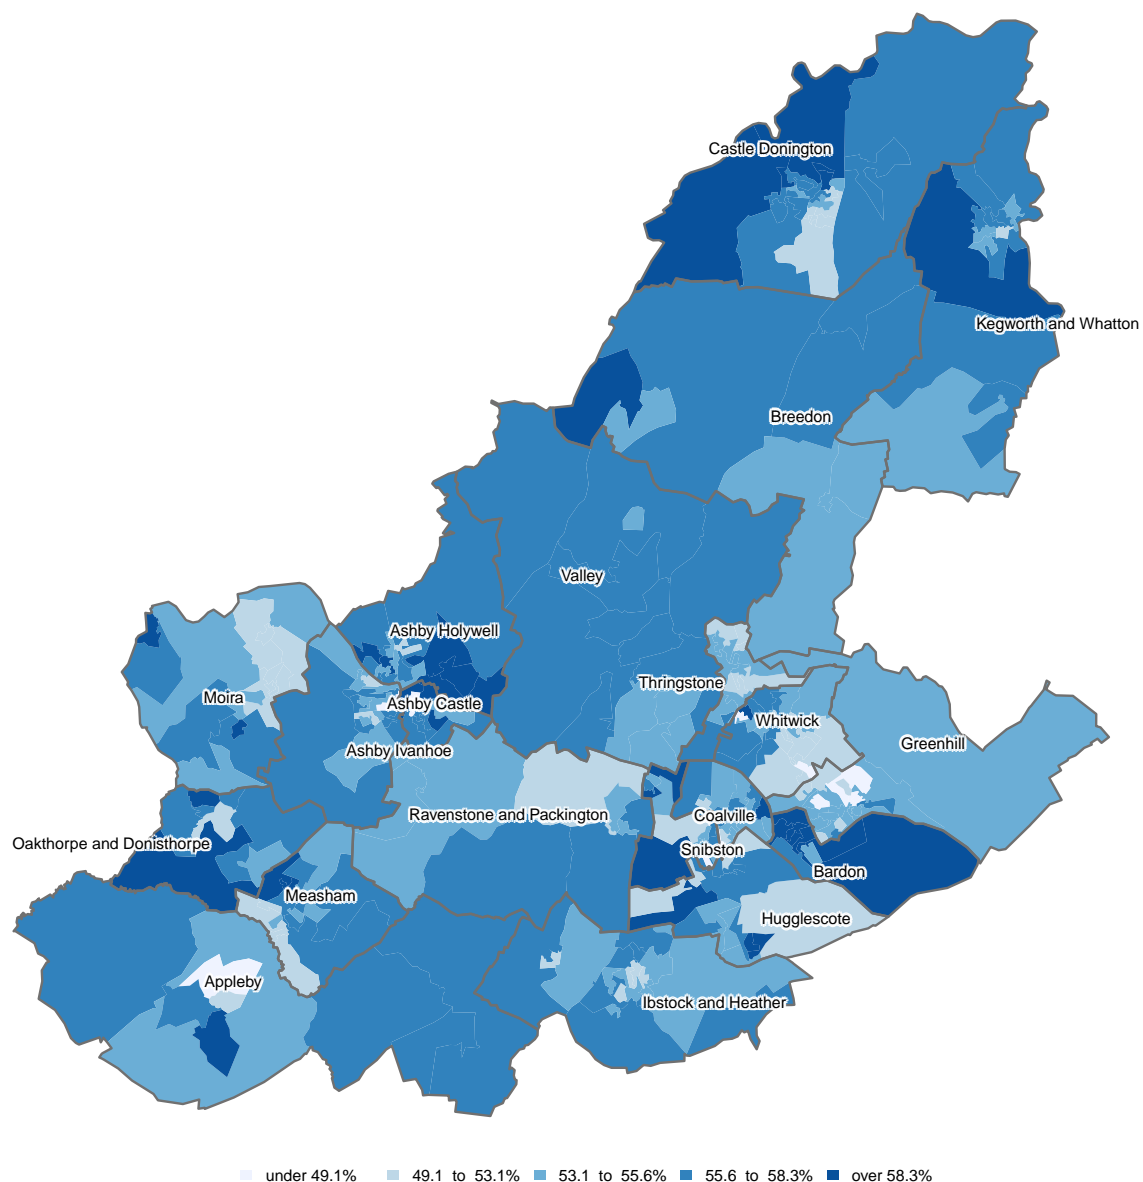 Castle Donington
Kegworth and Whatton
Breedon
Valley
Ashby Holywell
Thringstone
Moira
Ashby Castle
Whitwick
Greenhill
Ashby Ivanhoe
Ravenstone and Packington
Coalville
Oakthorpe and Donisthorpe
Snibston
Bardon
Measham
Hugglescote
Appleby
Ibstock and Heather
under 49.1% 49.1 to 53.1% 53.1 to 55.6% 55.6 to 58.3% over 58.3%